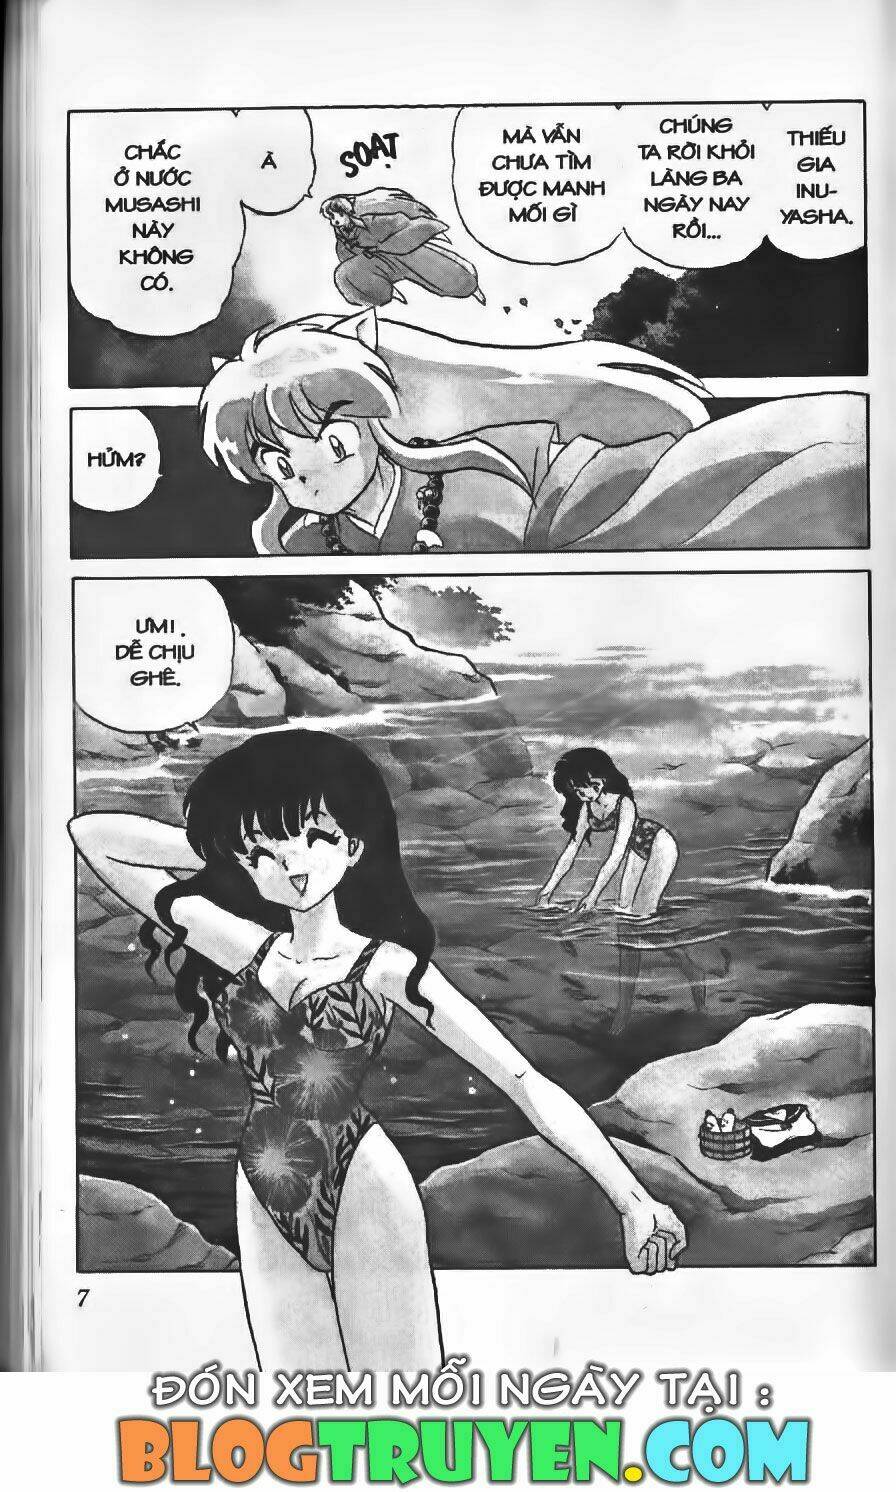 THIẾU
GIA
INU-
YASHA.
CHÚNG
TA RỜI KHỎI
LÀNG BA
NGÀY NAY
RỒI...
MÀ VẪN
CHƯA TÌM
ĐƯỢC MANH
MỐI GÌ
SOẠT
À
CHẮC
Ở NƯỚC
MUSASHI
NÀY
KHÔNG
CÓ.
HỬM?
ƯM!.
DỄ CHỊU
GHÊ.
7
ĐÓN XEM MỖI NGÀY TẠI :
BLOGTRUYEN.COM